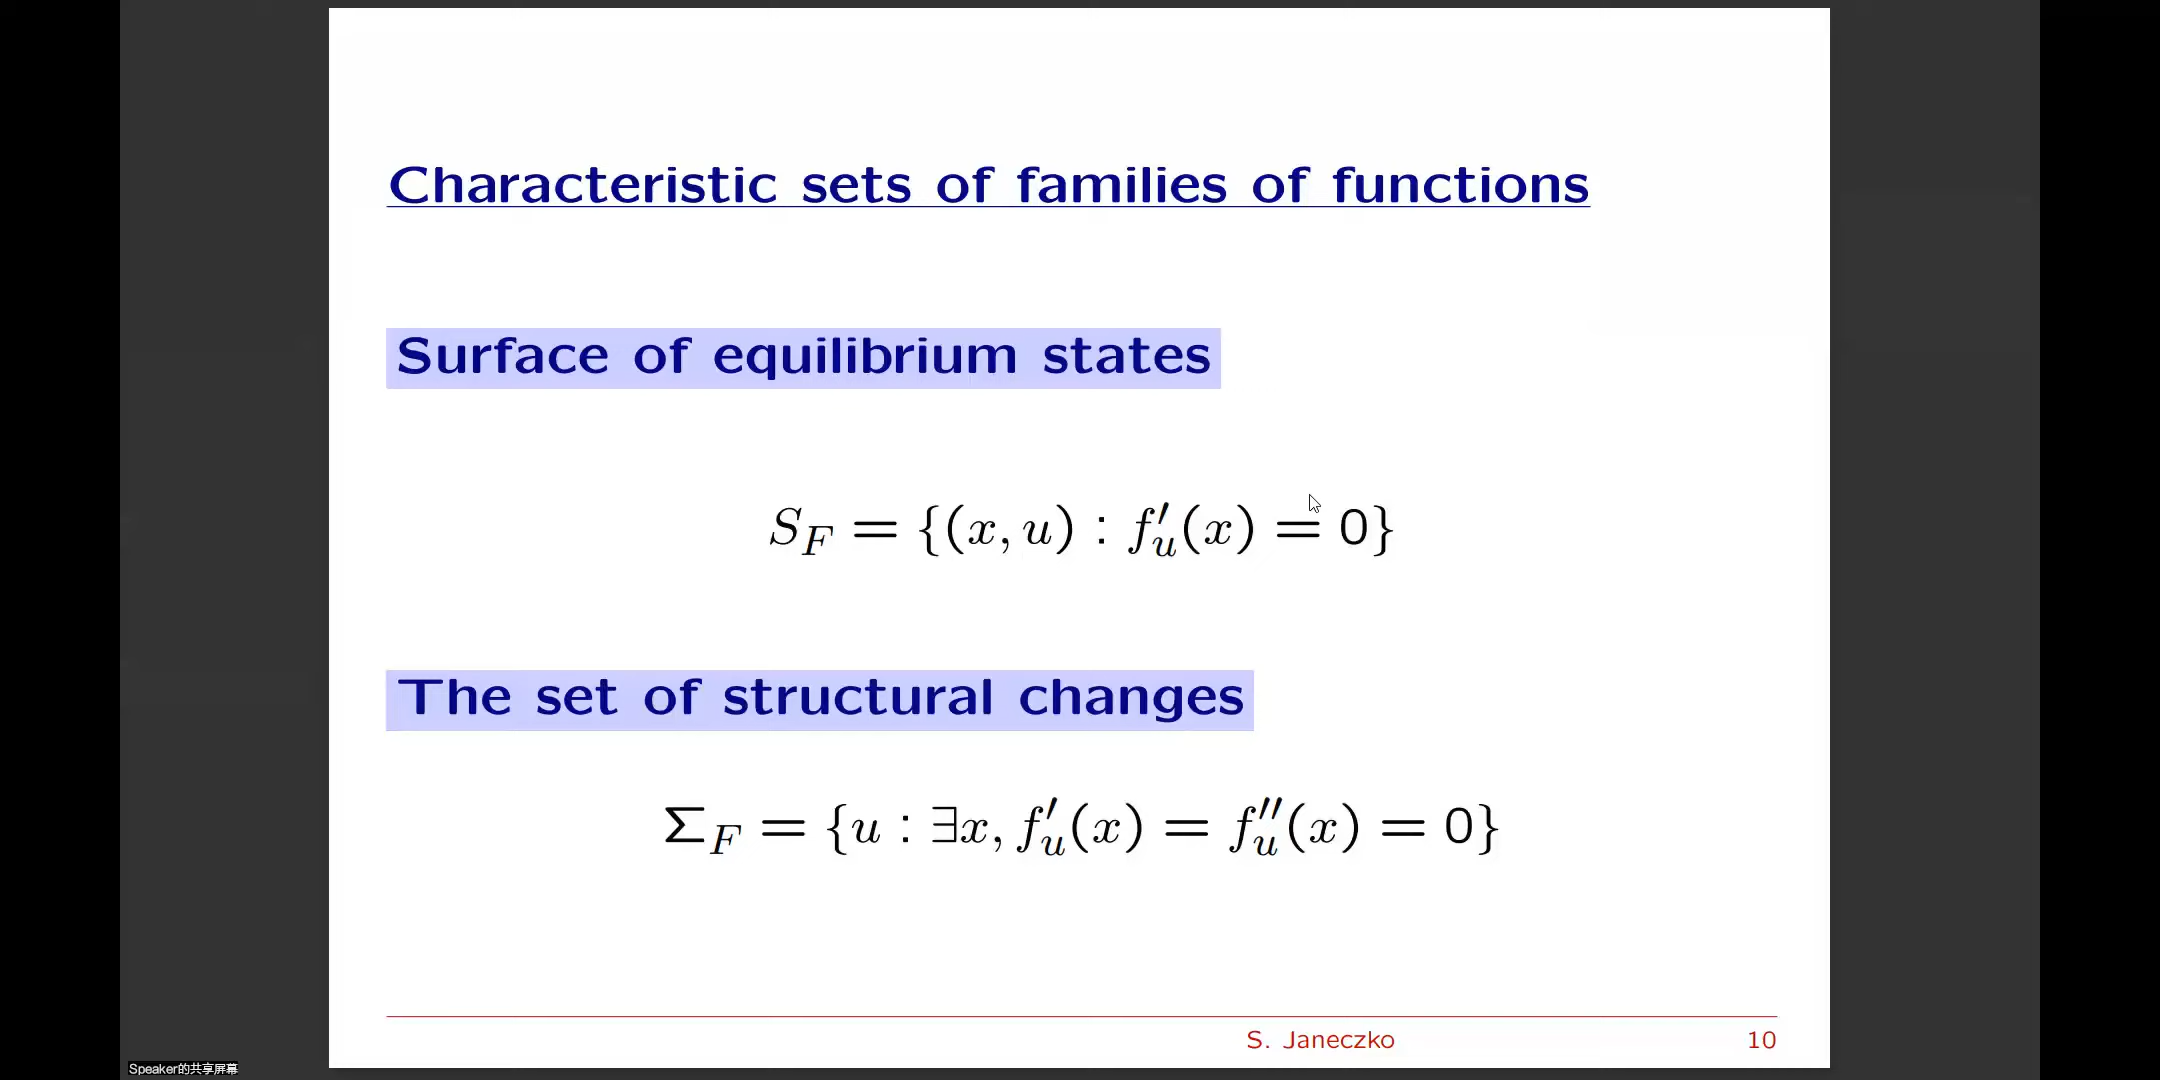 Characteristic sets of families of functions
Surface of equilibrium states
S_F = {(x, u) : f′_u(x) = 0}
The set of structural changes
Σ_F = {u : ∃x, f′_u(x) = f″_u(x) = 0}
S. Janeczko 10
Speaker的共享屏幕